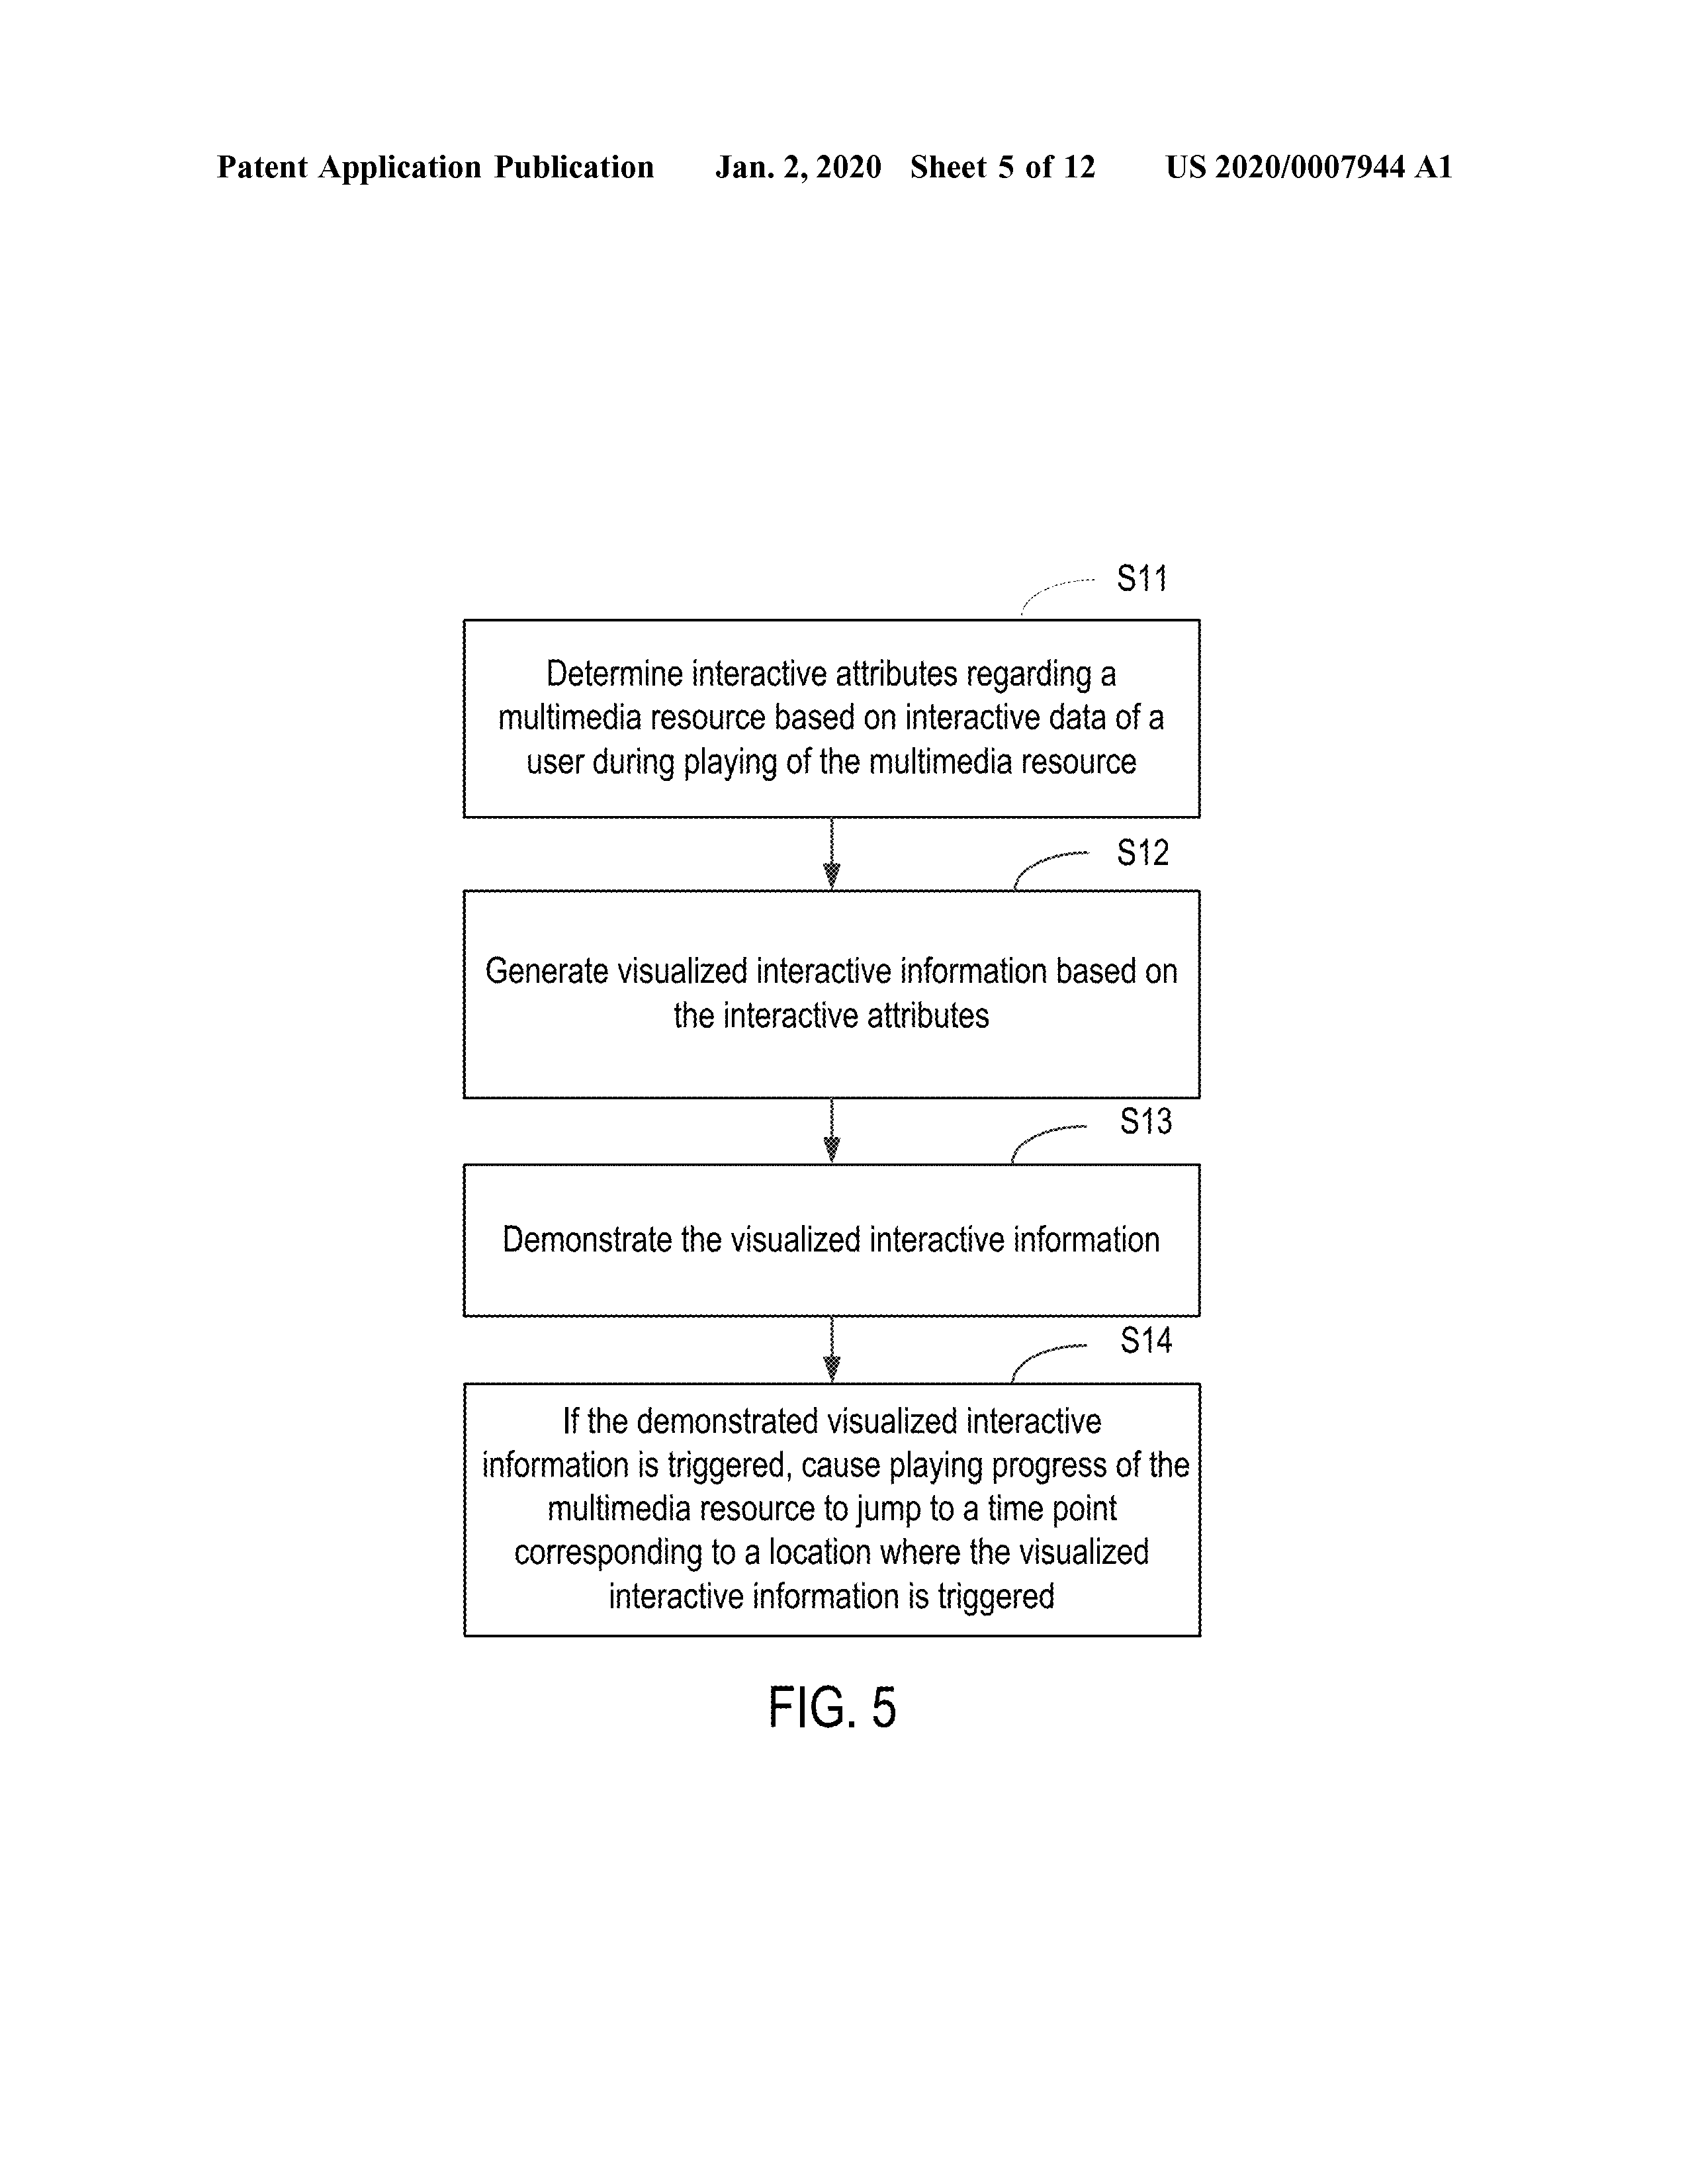 Patent Application Publication Jan. 2, 2020 Sheet 5 of 12 US 2020/0007944 A1
S11
Determine interactive attributes regarding a
multimedia resource based on interactive data of a
user during playing of the multimedia resource
S12
Generate visualized interactive information based on
the interactive attributes
S13
Demonstrate the visualized interactive information
S14
If the demonstrated visualized interactive
information is triggered, cause playing progress of the
multimedia resource to jump to a time point
corresponding to a location where the visualized
interactive information is triggered
FIG. 5